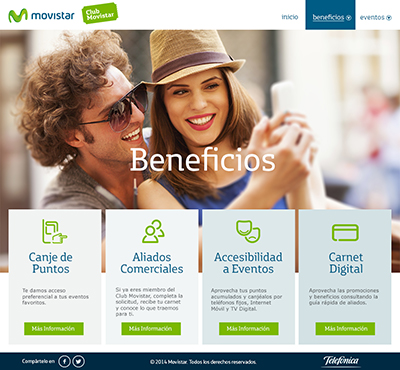 movistar
Club
Movistar
inicio
beneficios
eventos
Beneficios
Canje de
Puntos
Te damos acceso
preferencial a tus eventos
favoritos.
Más Información
Aliados
Comerciales
Si ya eres miembro del
Club Movistar, completa la
solicitud, recibe tu carnet
y conoce lo que traemos
para ti.
Más Información
Accesibilidad
a Eventos
Aprovecha tus puntos
acumulados y canjéalos por
teléfonos fijos, Internet
Móvil y TV Digital.
Más Información
Carnet
Digital
Aprovecha las promociones
y beneficios consultando la
guía rápida de aliados.
Más Información
Compártelo en
© 2014 Movistar. Todos los derechos reservados.
Telefónica